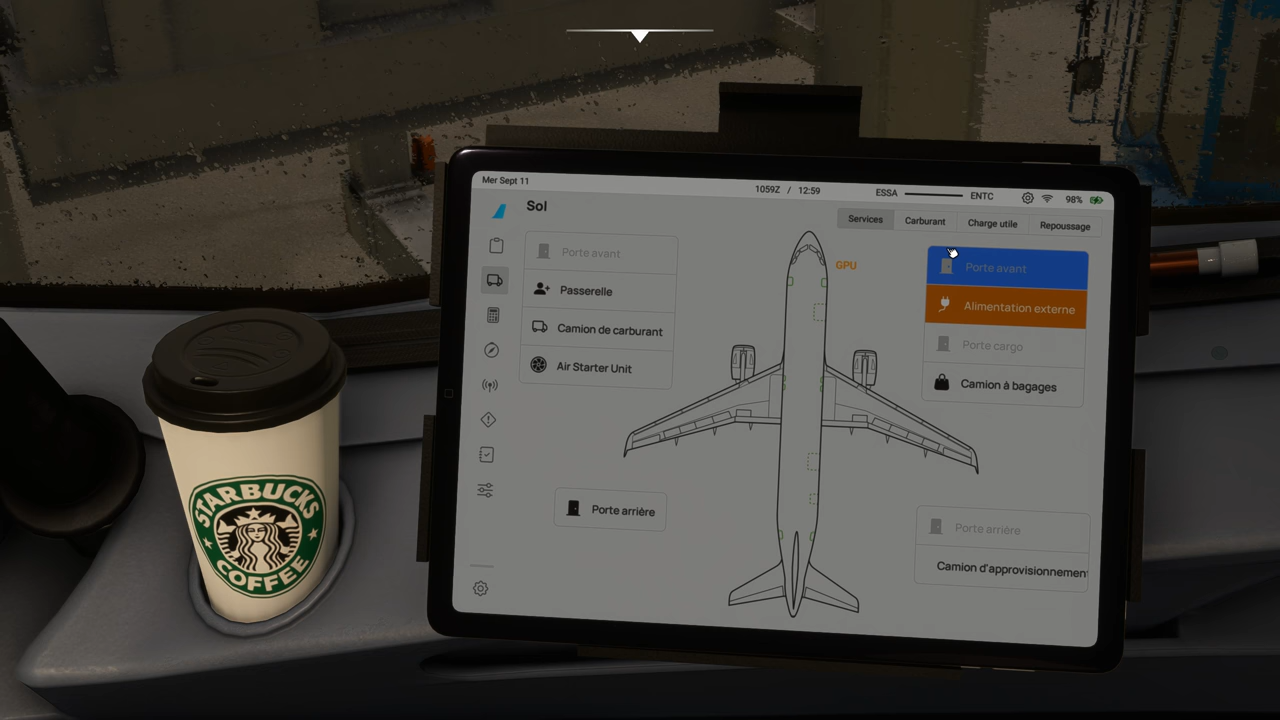 Mer Sept 11
1059Z / 12:59
ESSA
ENTC
98%
Sol
Services
Carburant
Charge utile
Repoussage
Porte avant
Passerelle
Camion de carburant
Air Starter Unit
GPU
Porte avant
Alimentation externe
Porte cargo
Camion à bagages
Porte arrière
Porte arrière
Camion d'approvisionnement
STARBUCKS
COFFEE